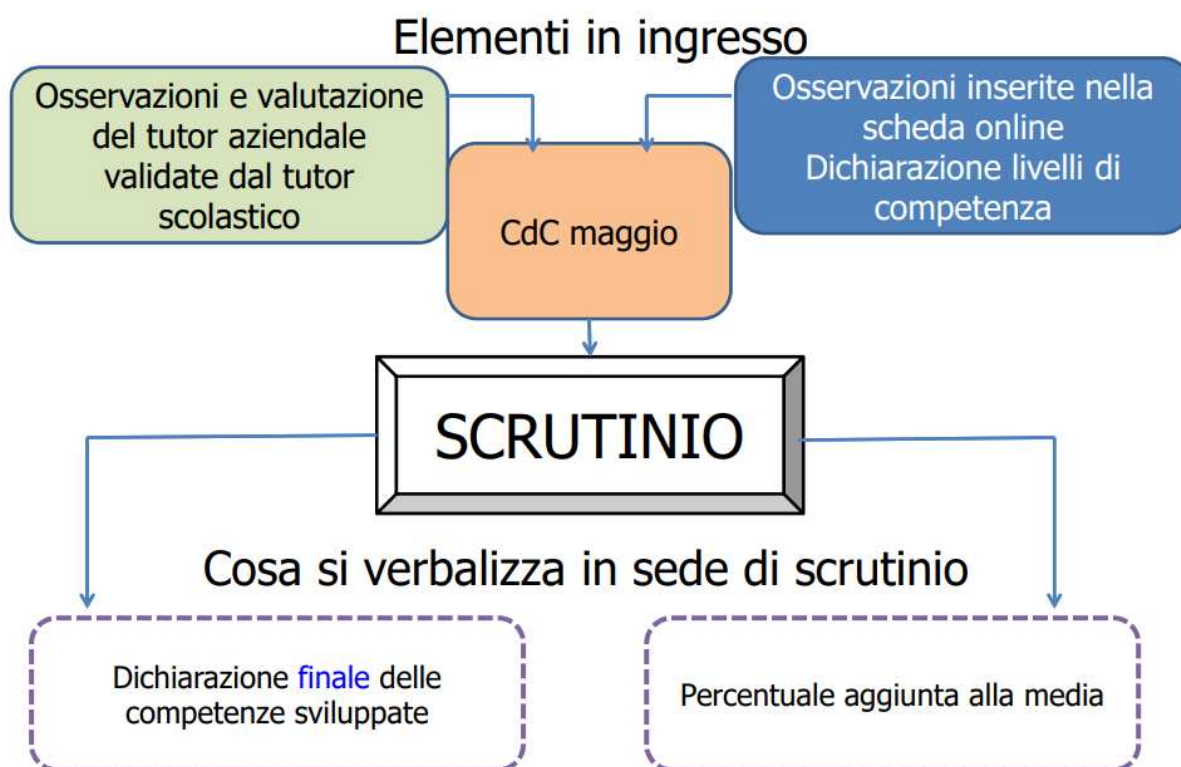 Elementi in ingresso
Osservazioni e valutazione
del tutor aziendale
validate dal tutor
scolastico
Osservazioni inserite nella
scheda online
Dichiarazione livelli di
competenza
CdC maggio
SCRUTINIO
Cosa si verbalizza in sede di scrutinio
Dichiarazione finale delle
competenze sviluppate
Percentuale aggiunta alla media